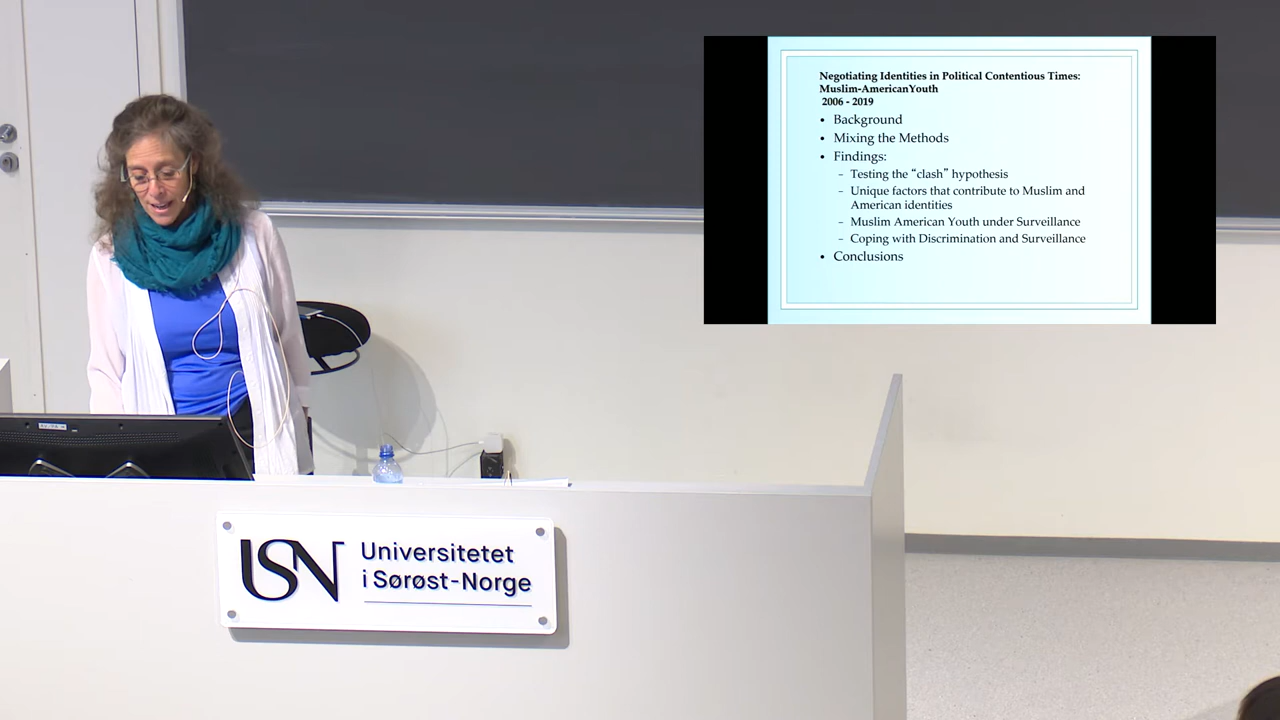 Negotiating Identities in Political Contentious Times:
Muslim-AmericanYouth
2006 - 2019
• Background
• Mixing the Methods
• Findings:
– Testing the “clash” hypothesis
– Unique factors that contribute to Muslim and
American identities
– Muslim American Youth under Surveillance
– Coping with Discrimination and Surveillance
• Conclusions
USN
Universitetet
i Sørøst-Norge